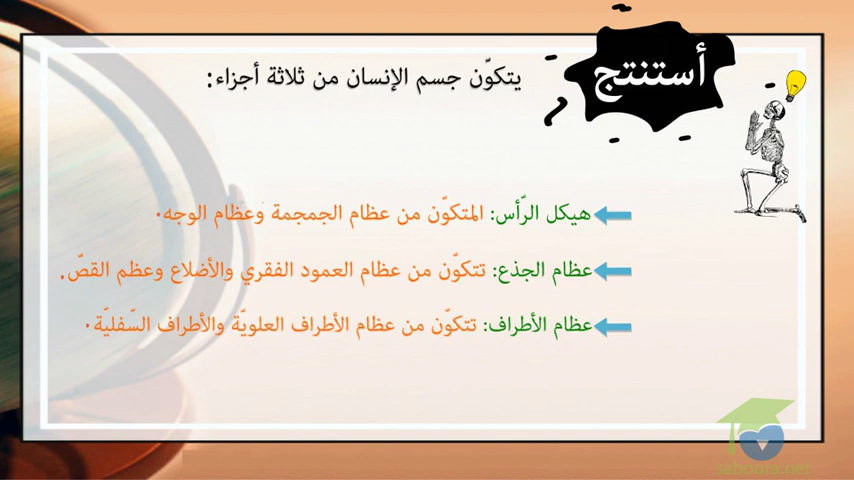 أستنتج
يتكوّن جسم الإنسان من ثلاثة أجزاء:
هيكل الرّأس: المتكوّن من عظام الجمجمة وعظام الوجه.
عظام الجذع: تتكوّن من عظام العمود الفقري والأضلاع وعظم القصّ.
عظام الأطراف: تتكوّن من عظام الأطراف العلويّة والأطراف السّفليّة.
saboura.net